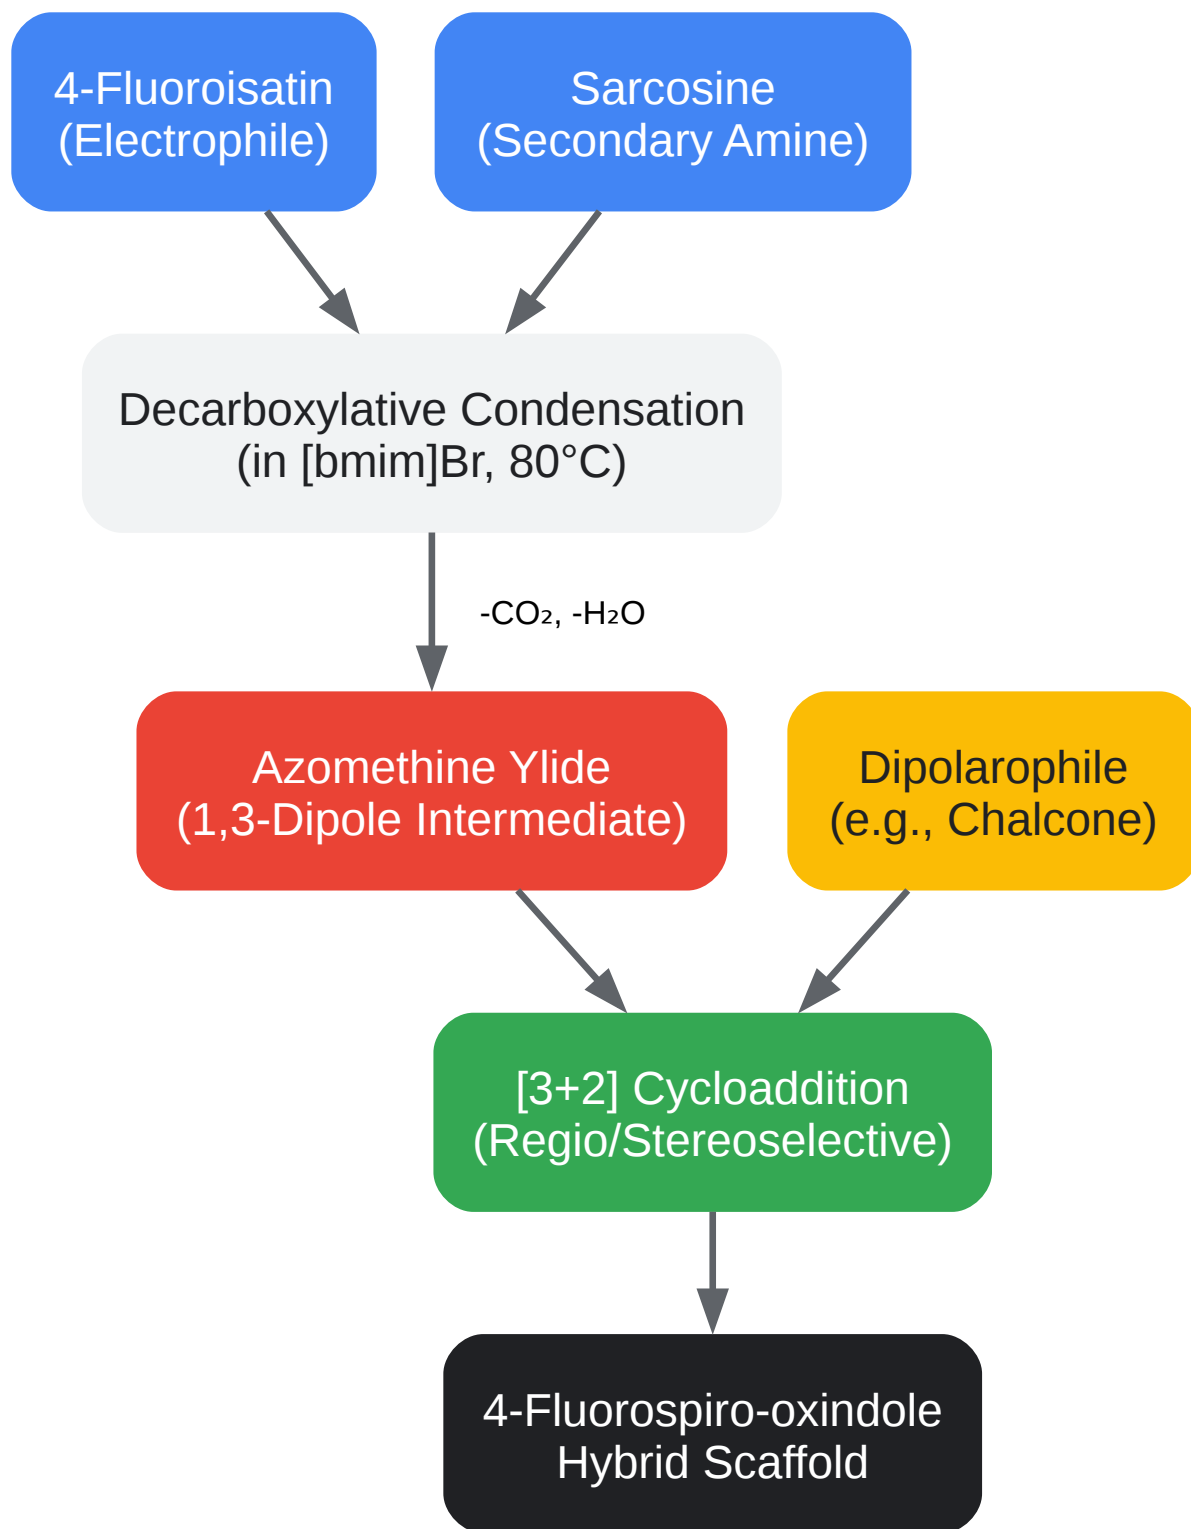 4-Fluoroisatin
(Electrophile)
Sarcosine
(Secondary Amine)
Decarboxylative Condensation
(in [bmim]Br, 80°C)
-CO₂, -H₂O
Azomethine Ylide
(1,3-Dipole Intermediate)
Dipolarophile
(e.g., Chalcone)
[3+2] Cycloaddition
(Regio/Stereoselective)
4-Fluorospiro-oxindole
Hybrid Scaffold